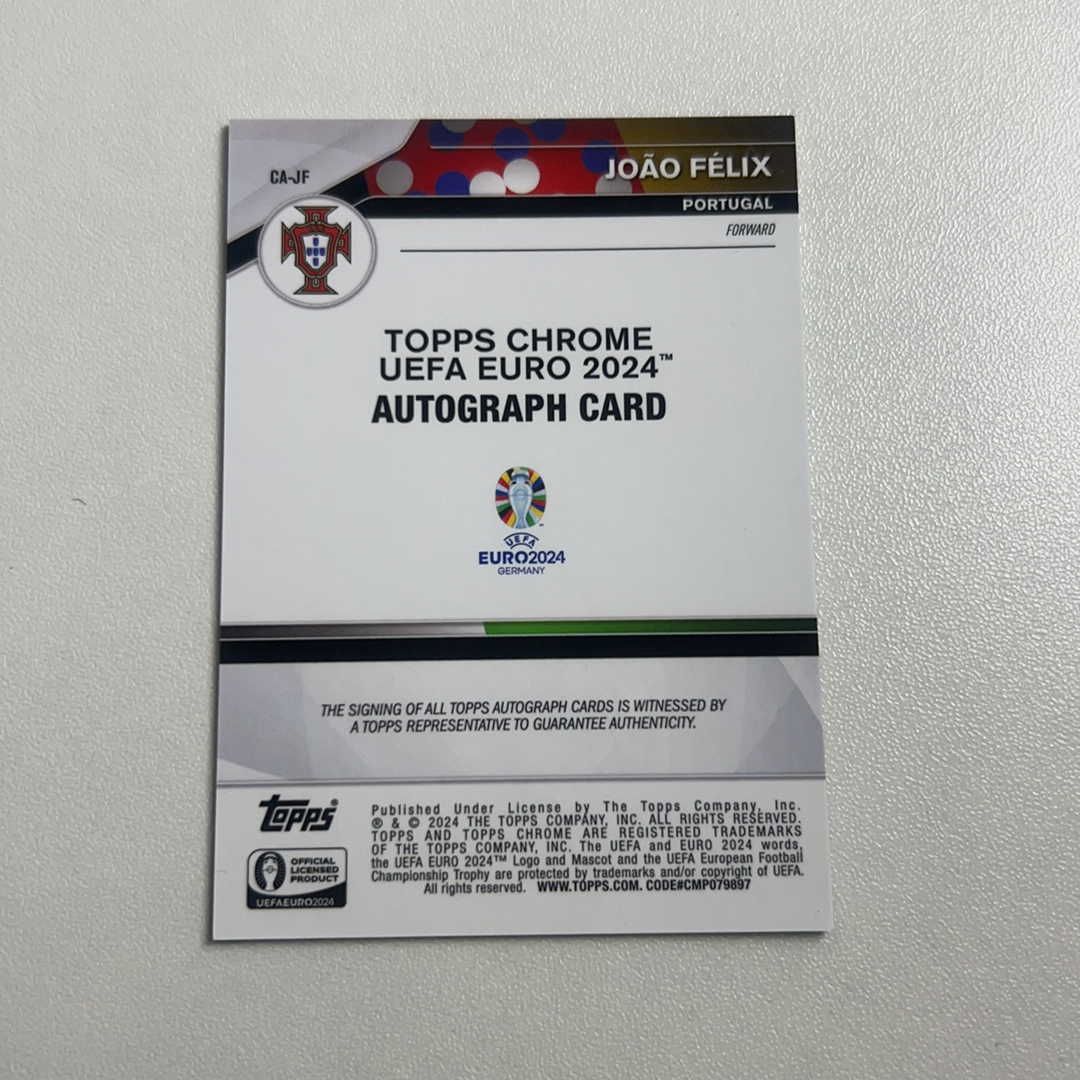 CA-JF
JOÃO FÉLIX
PORTUGAL
FORWARD
TOPPS CHROME
UEFA EURO 2024™
AUTOGRAPH CARD
UEFA
EURO2024
GERMANY
THE SIGNING OF ALL TOPPS AUTOGRAPH CARDS IS WITNESSED BY
A TOPPS REPRESENTATIVE TO GUARANTEE AUTHENTICITY.
topps®
OFFICIAL
LICENSED
PRODUCT
UEFAEURO2024
Published Under License by The Topps Company, Inc.
® & © 2024 THE TOPPS COMPANY, INC. ALL RIGHTS RESERVED.
TOPPS AND TOPPS CHROME ARE REGISTERED TRADEMARKS
OF THE TOPPS COMPANY, INC. The UEFA and EURO 2024 words,
the UEFA EURO 2024™ Logo and Mascot and the UEFA European Football
Championship Trophy are protected by trademarks and/or copyright of UEFA.
All rights reserved. WWW.TOPPS.COM. CODE#CMP079897